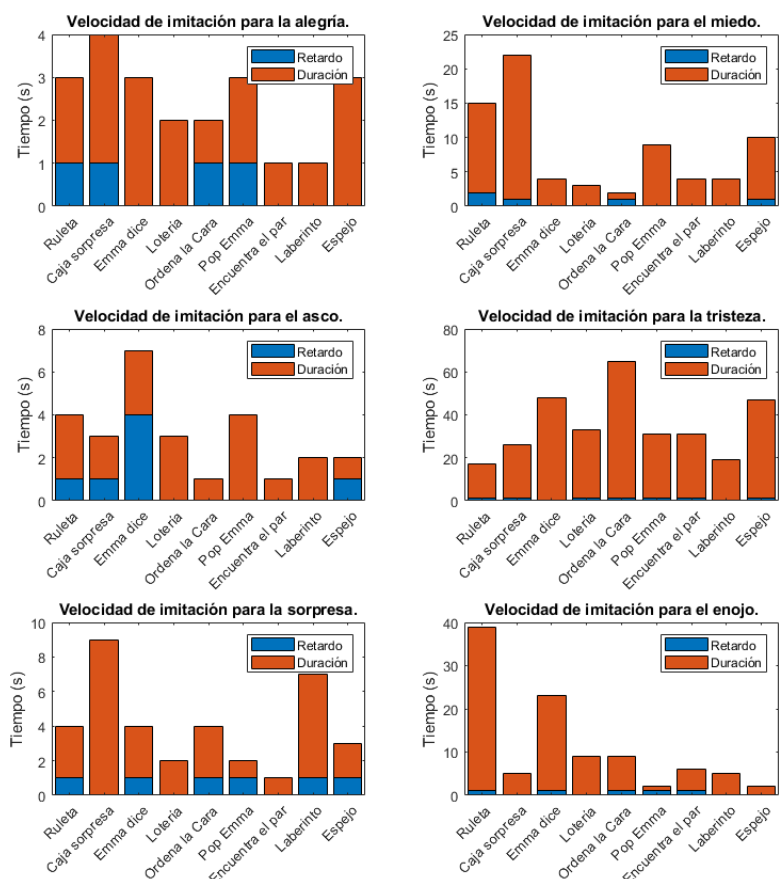 Velocidad de imitación para la alegría.
Tiempo (s)
4
3
2
1
0
Retardo
Duración
Ruleta
Caja sorpresa
Emma dice
Lotería
Ordena la Cara
Pop Emma
Encuentra el par
Laberinto
Espejo
Velocidad de imitación para el miedo.
Tiempo (s)
25
20
15
10
5
0
Retardo
Duración
Ruleta
Caja sorpresa
Emma dice
Lotería
Ordena la Cara
Pop Emma
Encuentra el par
Laberinto
Espejo
Velocidad de imitación para el asco.
Tiempo (s)
8
6
4
2
0
Retardo
Duración
Ruleta
Caja sorpresa
Emma dice
Lotería
Ordena la Cara
Pop Emma
Encuentra el par
Laberinto
Espejo
Velocidad de imitación para la tristeza.
Tiempo (s)
80
60
40
20
0
Retardo
Duración
Ruleta
Caja sorpresa
Emma dice
Lotería
Ordena la Cara
Pop Emma
Encuentra el par
Laberinto
Espejo
Velocidad de imitación para la sorpresa.
Tiempo (s)
10
8
6
4
2
0
Retardo
Duración
Ruleta
Caja sorpresa
Emma dice
Lotería
Ordena la Cara
Pop Emma
Encuentra el par
Laberinto
Espejo
Velocidad de imitación para el enojo.
Tiempo (s)
40
30
20
10
0
Retardo
Duración
Ruleta
Caja sorpresa
Emma dice
Lotería
Ordena la Cara
Pop Emma
Encuentra el par
Laberinto
Espejo